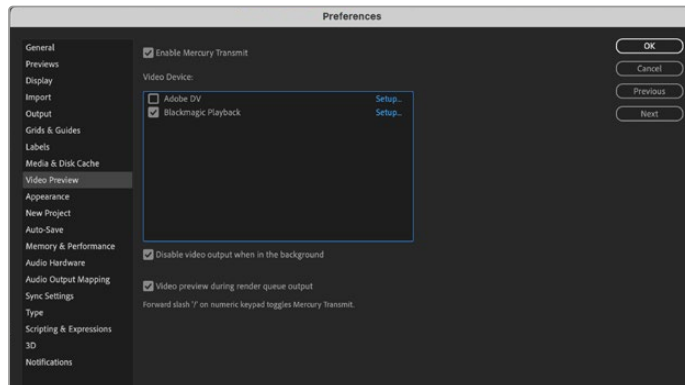 Preferences
General
Previews
Display
Import
Output
Grids & Guides
Labels
Media & Disk Cache
Video Preview
Appearance
New Project
Auto-Save
Memory & Performance
Audio Hardware
Audio Output Mapping
Sync Settings
Type
Scripting & Expressions
3D
Notifications
Enable Mercury Transmit
Video Device:
Adobe DV Setup...
Blackmagic Playback Setup...
Disable video output when in the background
Video preview during render queue output
Forward slash '/' on numeric keypad toggles Mercury Transmit.
OK
Cancel
Previous
Next